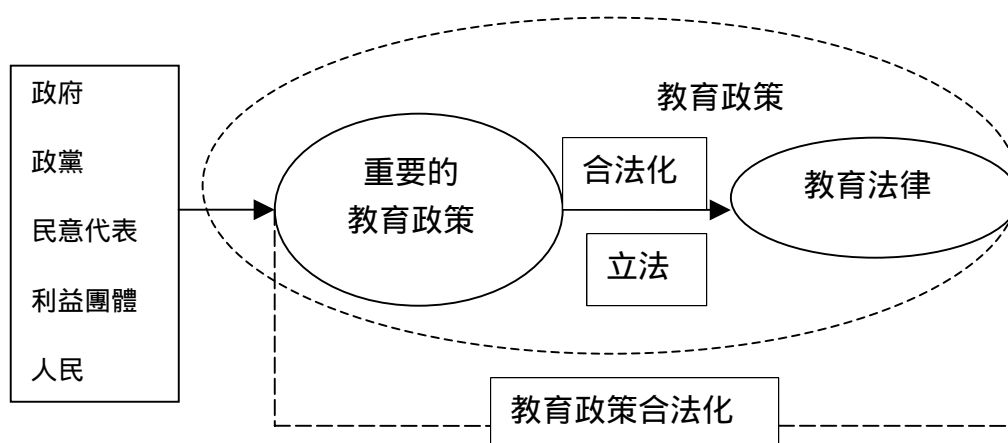 政府
政黨
民意代表
利益團體
人民
教育政策
重要的
教育政策
合法化
立法
教育法律
教育政策合法化